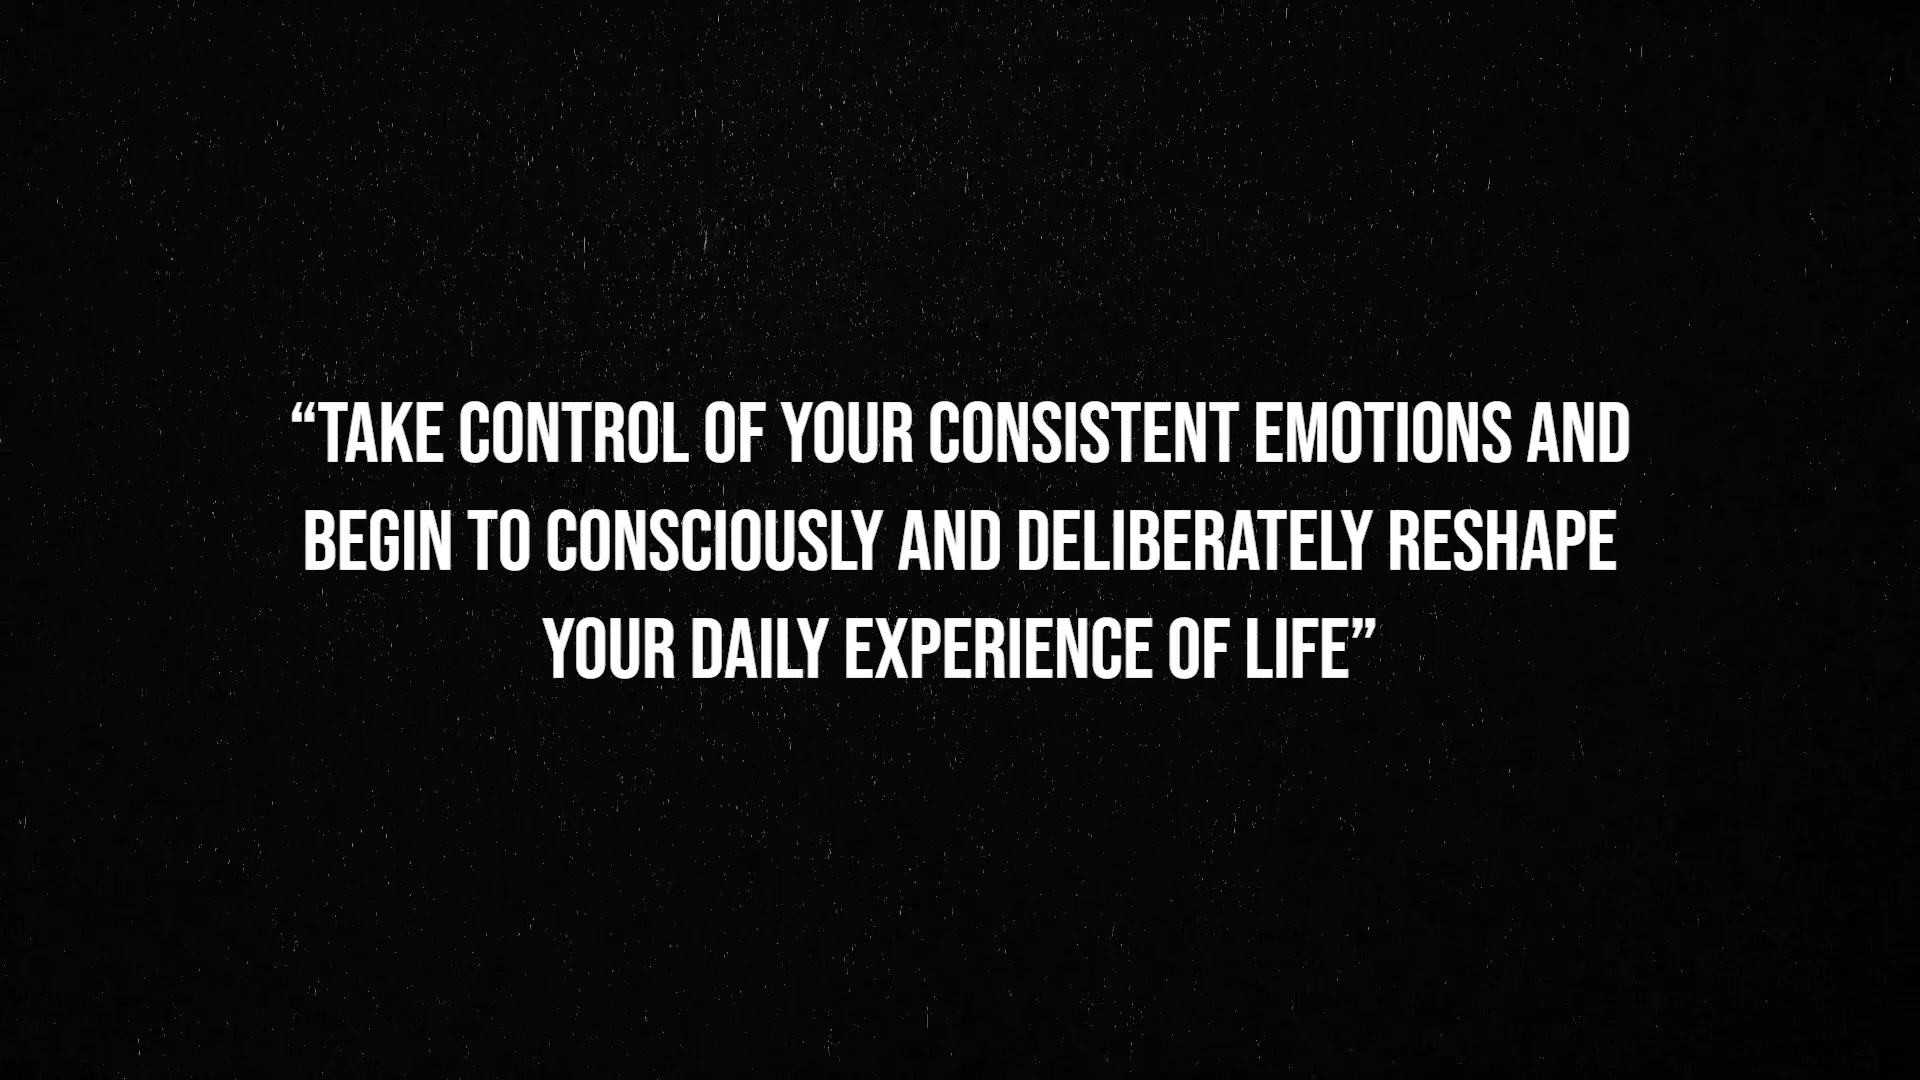 “TAKE CONTROL OF YOUR CONSISTENT EMOTIONS AND
BEGIN TO CONSCIOUSLY AND DELIBERATELY RESHAPE
YOUR DAILY EXPERIENCE OF LIFE”